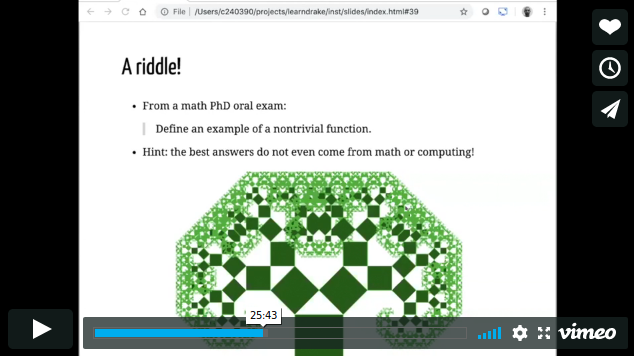 File | /Users/c240390/projects/learndrake/inst/slides/index.html#39
A riddle!
• From a math PhD oral exam:
Define an example of a nontrivial function.
• Hint: the best answers do not even come from math or computing!
25:43
vimeo